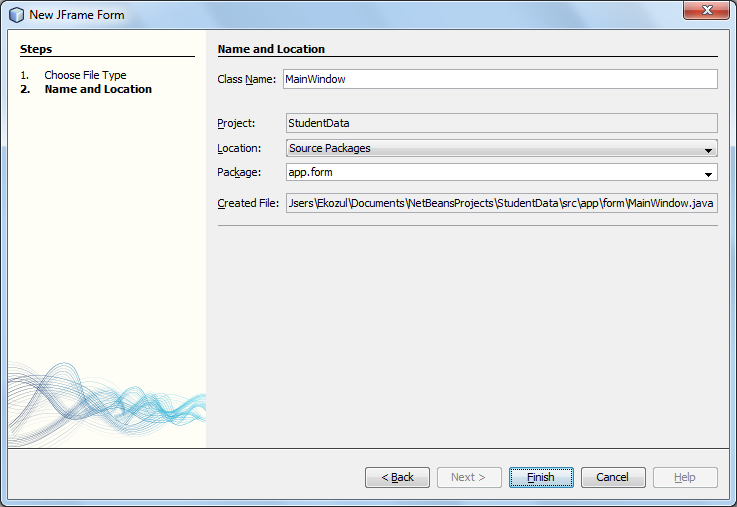 New JFrame Form
Steps
1. Choose File Type
2. Name and Location
Name and Location
Class Name: MainWindow
Project: StudentData
Location: Source Packages
Package: app.form
Created File: Jsers\Ekozul\Documents\NetBeansProjects\StudentData\src\app\form\MainWindow.java
< Back Next > Finish Cancel Help